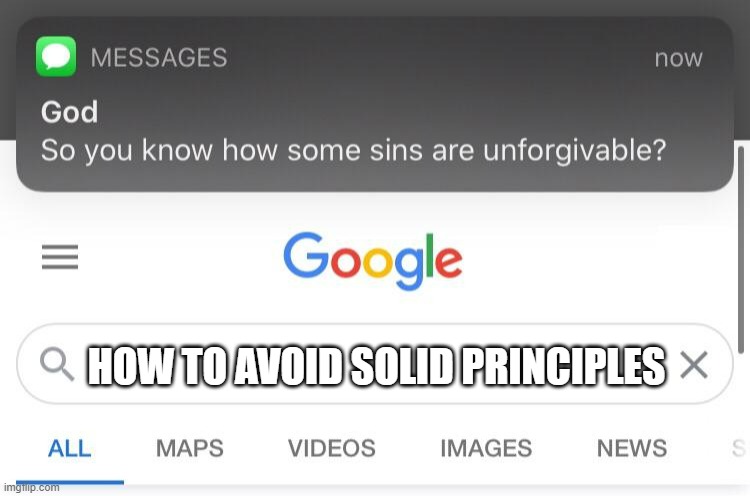 MESSAGES now
God
So you know how some sins are unforgivable?
Google
HOW TO AVOID SOLID PRINCIPLES
ALL MAPS VIDEOS IMAGES NEWS S
imgflip.com